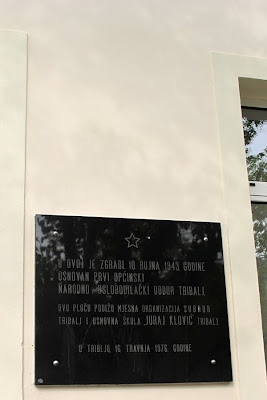 U OVOJ JE ZGRADI 10. RUJNA 1943. GODINE
OSNOVAN PRVI OPĆINSKI
NARODNO-OSLOBODILAČKI ODBOR TRIBALJ.
OVU PLOČU PODIŽU MJESNA ORGANIZACIJA SUBNOR
TRIBALJ I OSNOVNA ŠKOLA "JURAJ KLOVIĆ" TRIBALJ
U TRIBLJU, 16. TRAVNJA 1976. GODINE